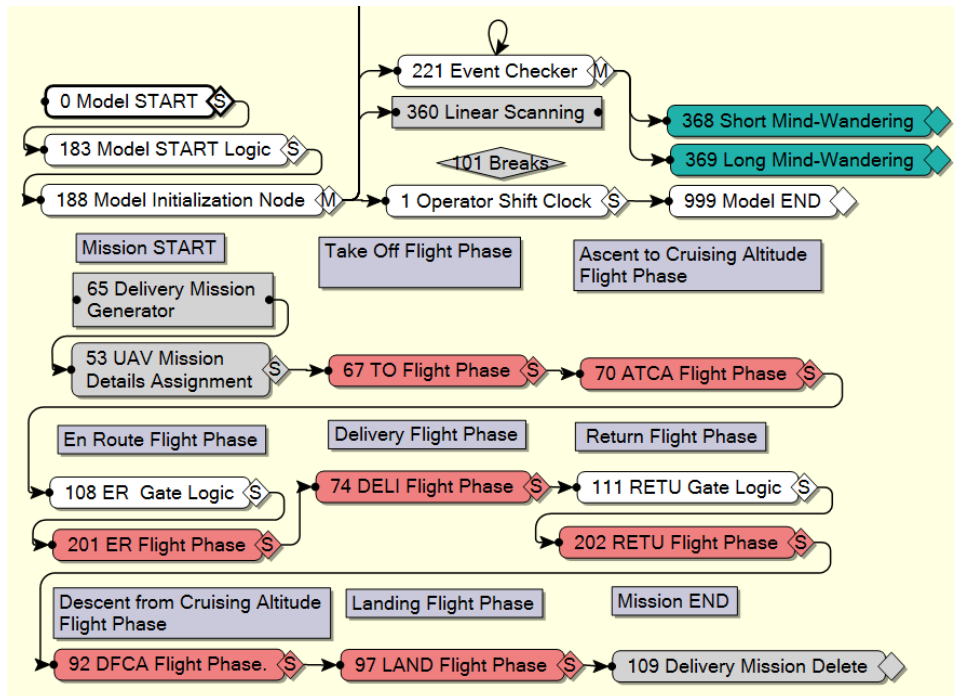 221 Event Checker M
0 Model START S
360 Linear Scanning
368 Short Mind-Wandering
183 Model START Logic S
101 Breaks
369 Long Mind-Wandering
188 Model Initialization Node M
1 Operator Shift Clock S
999 Model END
Mission START
Take Off Flight Phase
Ascent to Cruising Altitude
Flight Phase
65 Delivery Mission
Generator
53 UAV Mission
Details Assignment S
67 TO Flight Phase S
70 ATCA Flight Phase S
En Route Flight Phase
Delivery Flight Phase
Return Flight Phase
108 ER Gate Logic S
74 DELI Flight Phase S
111 RETU Gate Logic S
201 ER Flight Phase S
202 RETU Flight Phase S
Descent from Cruising Altitude
Flight Phase
Landing Flight Phase
Mission END
92 DFCA Flight Phase. S
97 LAND Flight Phase S
109 Delivery Mission Delete